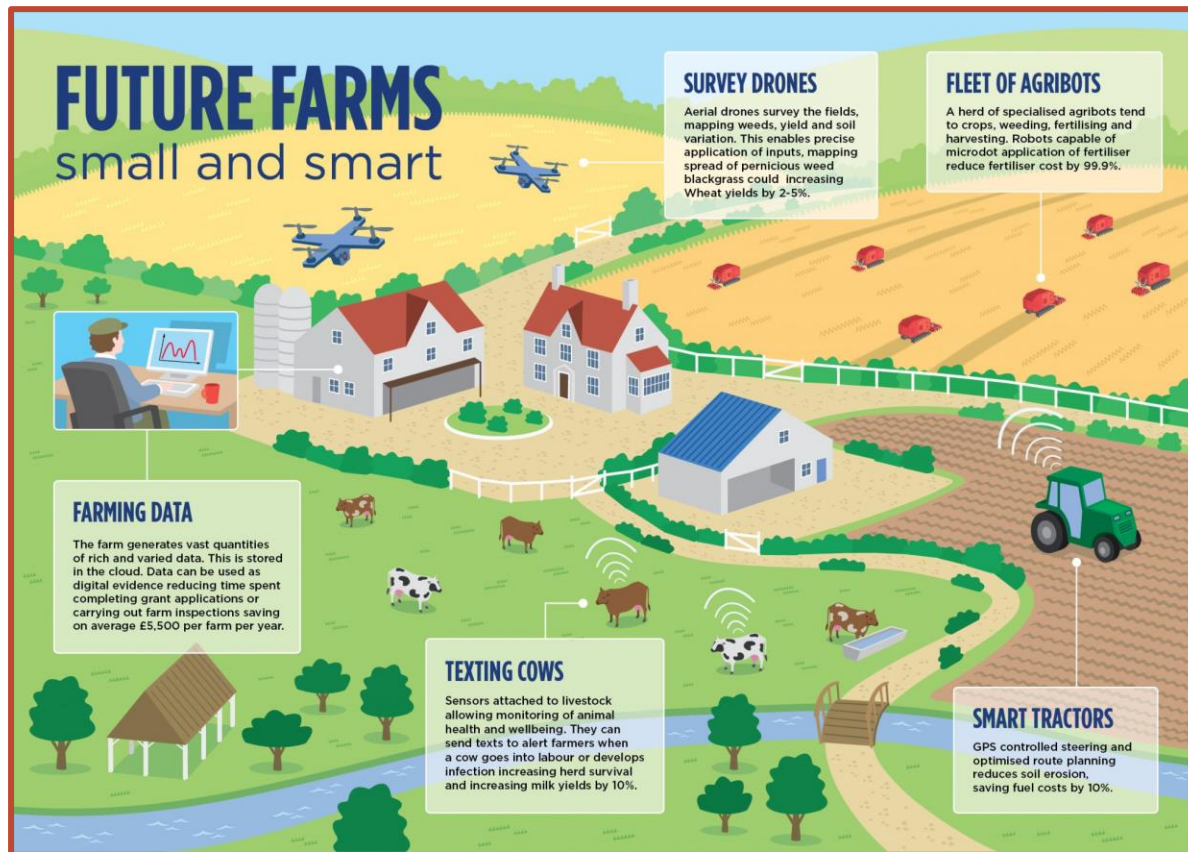 FUTURE FARMS
small and smart
SURVEY DRONES
Aerial drones survey the fields,
mapping weeds, yield and soil
variation. This enables precise
application of inputs, mapping
spread of pernicious weed
blackgrass could increasing
Wheat yields by 2-5%.
FLEET OF AGRIBOTS
A herd of specialised agribots tend
to crops, weeding, fertilising and
harvesting. Robots capable of
microdot application of fertiliser
reduce fertiliser cost by 99.9%.
FARMING DATA
The farm generates vast quantities
of rich and varied data. This is stored
in the cloud. Data can be used as
digital evidence reducing time spent
completing grant applications or
carrying out farm inspections saving
on average £5,500 per farm per year.
TEXTING COWS
Sensors attached to livestock
allowing monitoring of animal
health and wellbeing. They can
send texts to alert farmers when
a cow goes into labour or develops
infection increasing herd survival
and increasing milk yields by 10%.
SMART TRACTORS
GPS controlled steering and
optimised route planning
reduces soil erosion,
saving fuel costs by 10%.